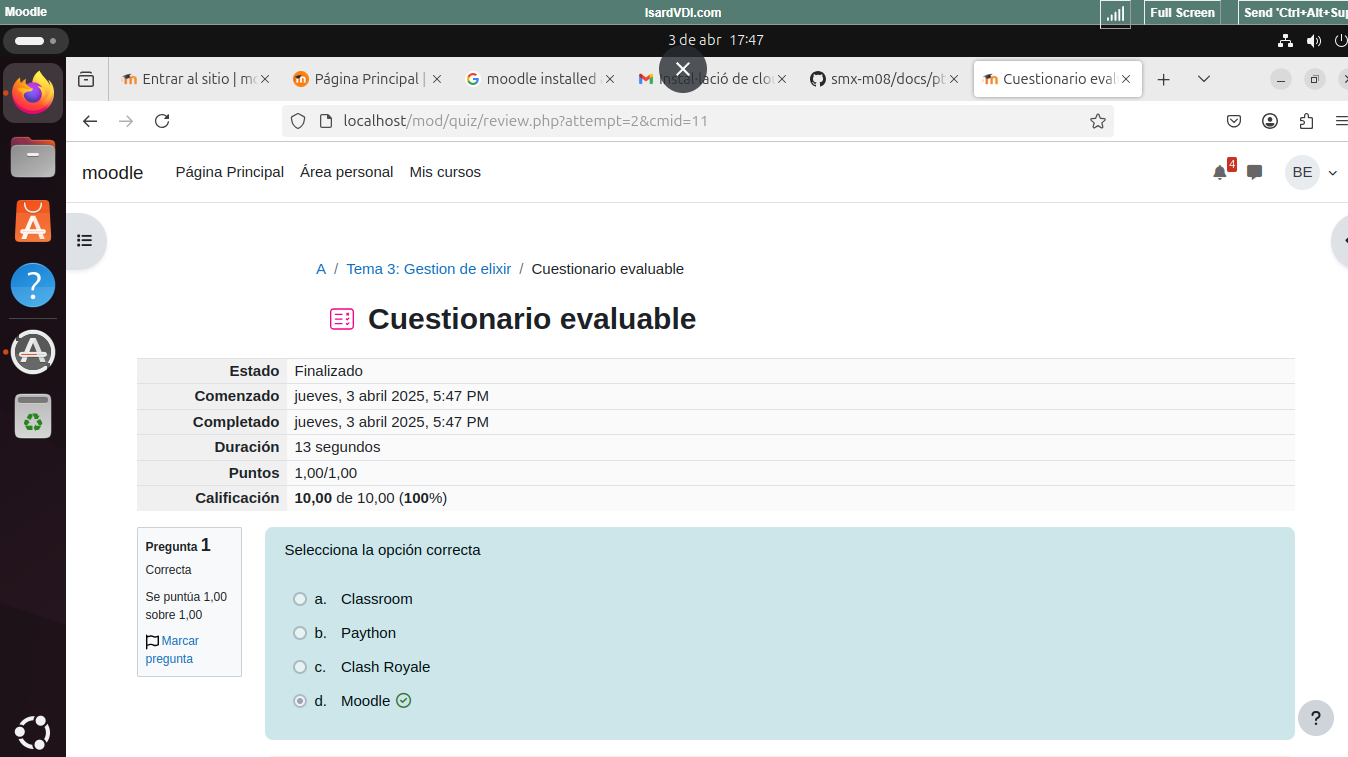 Moodle
IsardVDI.com
Full Screen
Send 'Ctrl+Alt+Sup
3 de abr 17:47
Entrar al sitio | mo
Página Principal |
moodle installed
Instal·lació de clou
smx-m08/docs/pt
Cuestionario eval
localhost/mod/quiz/review.php?attempt=2&cmid=11
moodle
Página Principal
Área personal
Mis cursos
4
BE
A / Tema 3: Gestion de elixir / Cuestionario evaluable
Cuestionario evaluable
Estado Finalizado
Comenzado jueves, 3 abril 2025, 5:47 PM
Completado jueves, 3 abril 2025, 5:47 PM
Duración 13 segundos
Puntos 1,00/1,00
Calificación 10,00 de 10,00 (100%)
Pregunta 1
Correcta
Se puntúa 1,00
sobre 1,00
Marcar
pregunta
Selecciona la opción correcta
a. Classroom
b. Paython
c. Clash Royale
d. Moodle
?